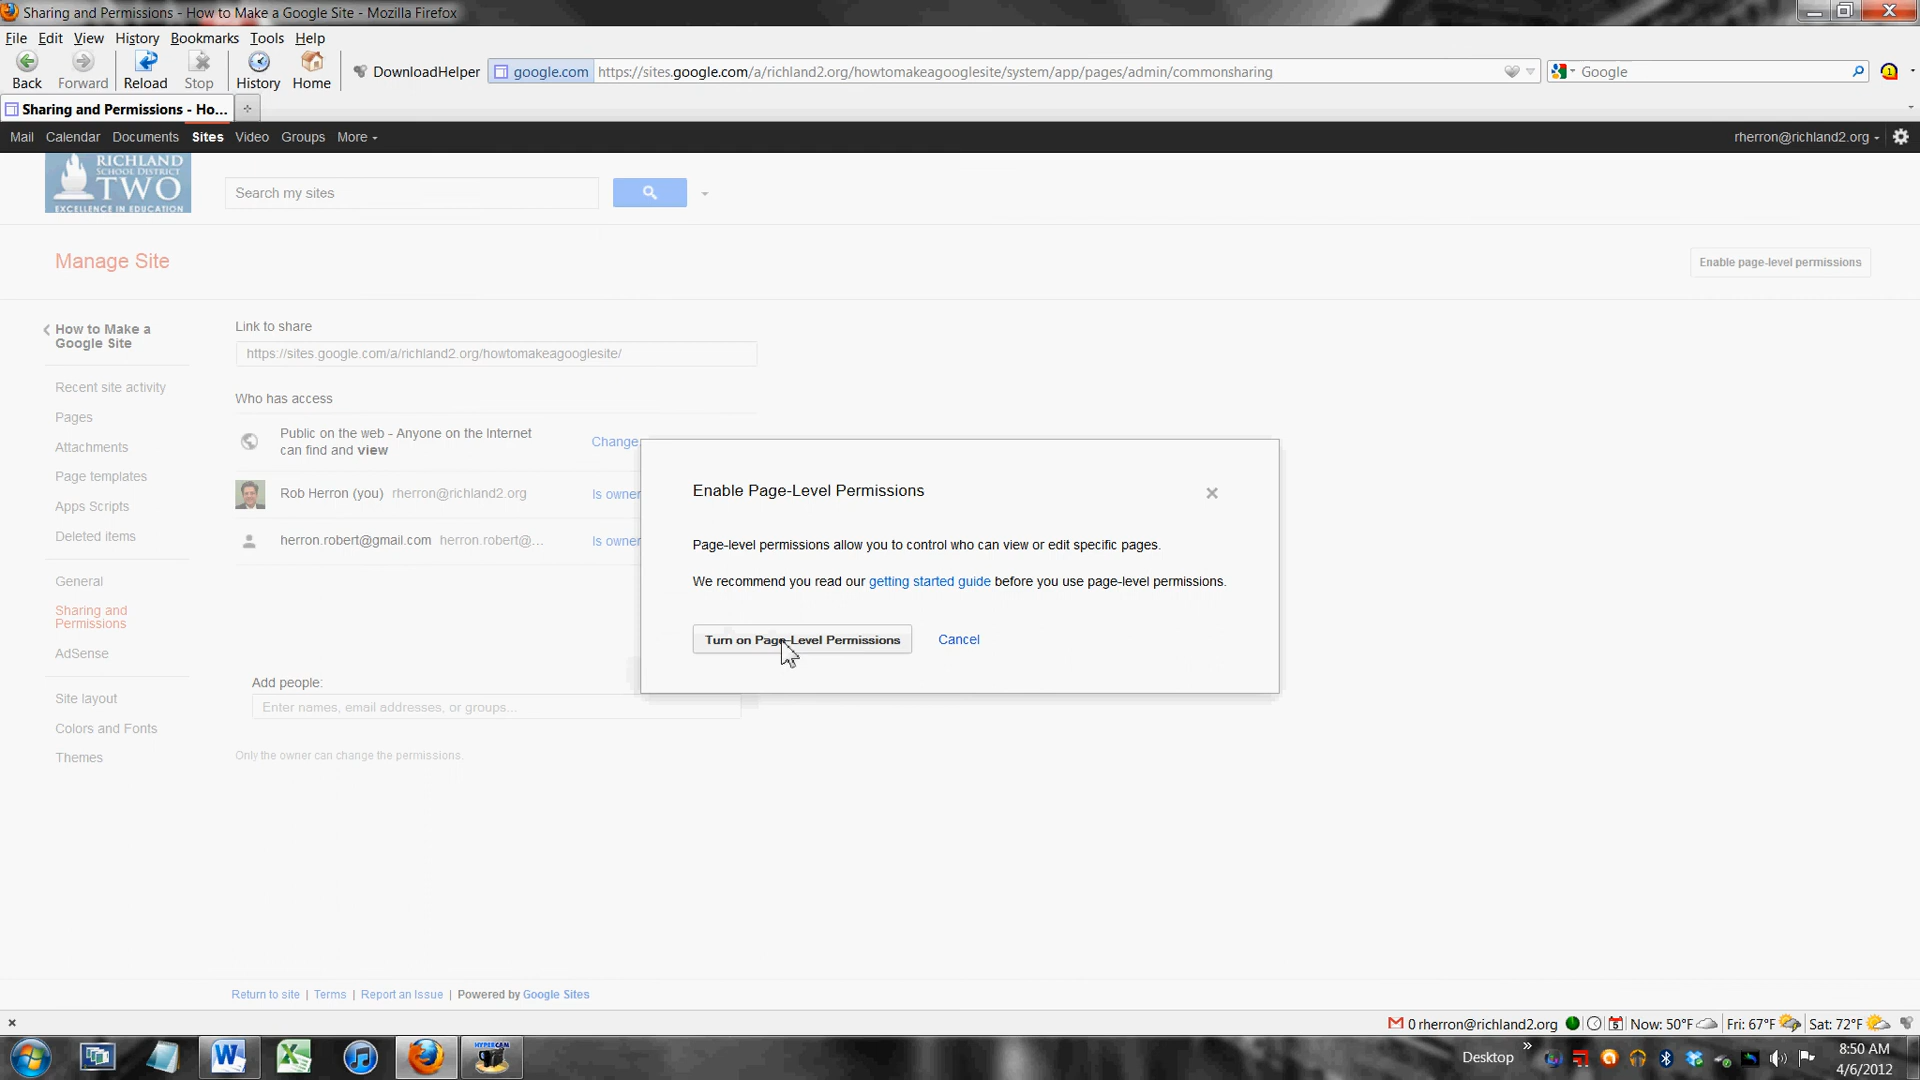 Sharing and Permissions - How to Make a Google Site - Mozilla Firefox
File Edit View History Bookmarks Tools Help
Back Forward Reload Stop History Home DownloadHelper google.com https://sites.google.com/a/richland2.org/howtomakeagooglesite/system/app/pages/admin/commonsharing Google 1
Sharing and Permissions - Ho...
Mail Calendar Documents Sites Video Groups More rherron@richland2.org
RICHLAND
SCHOOL DISTRICT
TWO
EXCELLENCE IN EDUCATION
Search my sites
Manage Site
Enable page-level permissions
How to Make a
Google Site
Recent site activity
Pages
Attachments
Page templates
Apps Scripts
Deleted items
General
Sharing and
Permissions
AdSense
Site layout
Colors and Fonts
Themes
Link to share
https://sites.google.com/a/richland2.org/howtomakeagooglesite/
Who has access
Public on the web - Anyone on the Internet
can find and view
Change
Rob Herron (you) rherron@richland2.org Is owner
herron.robert@gmail.com herron.robert@... Is owner
Add people:
Enter names, email addresses, or groups...
Only the owner can change the permissions.
Enable Page-Level Permissions
Page-level permissions allow you to control who can view or edit specific pages.
We recommend you read our getting started guide before you use page-level permissions.
Turn on Page-Level Permissions Cancel
Return to site | Terms | Report an Issue | Powered by Google Sites
0 rherron@richland2.org 5 Now: 50°F Fri: 67°F Sat: 72°F
HYPERCAM
Desktop
8:50 AM
4/6/2012